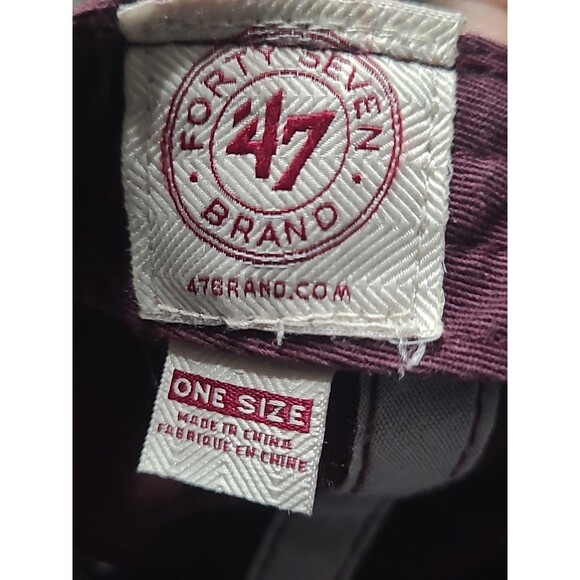 FORTY SEVEN
'47
BRAND
47BRAND.COM
ONE SIZE
MADE IN CHINA
FABRIQUE EN CHINE